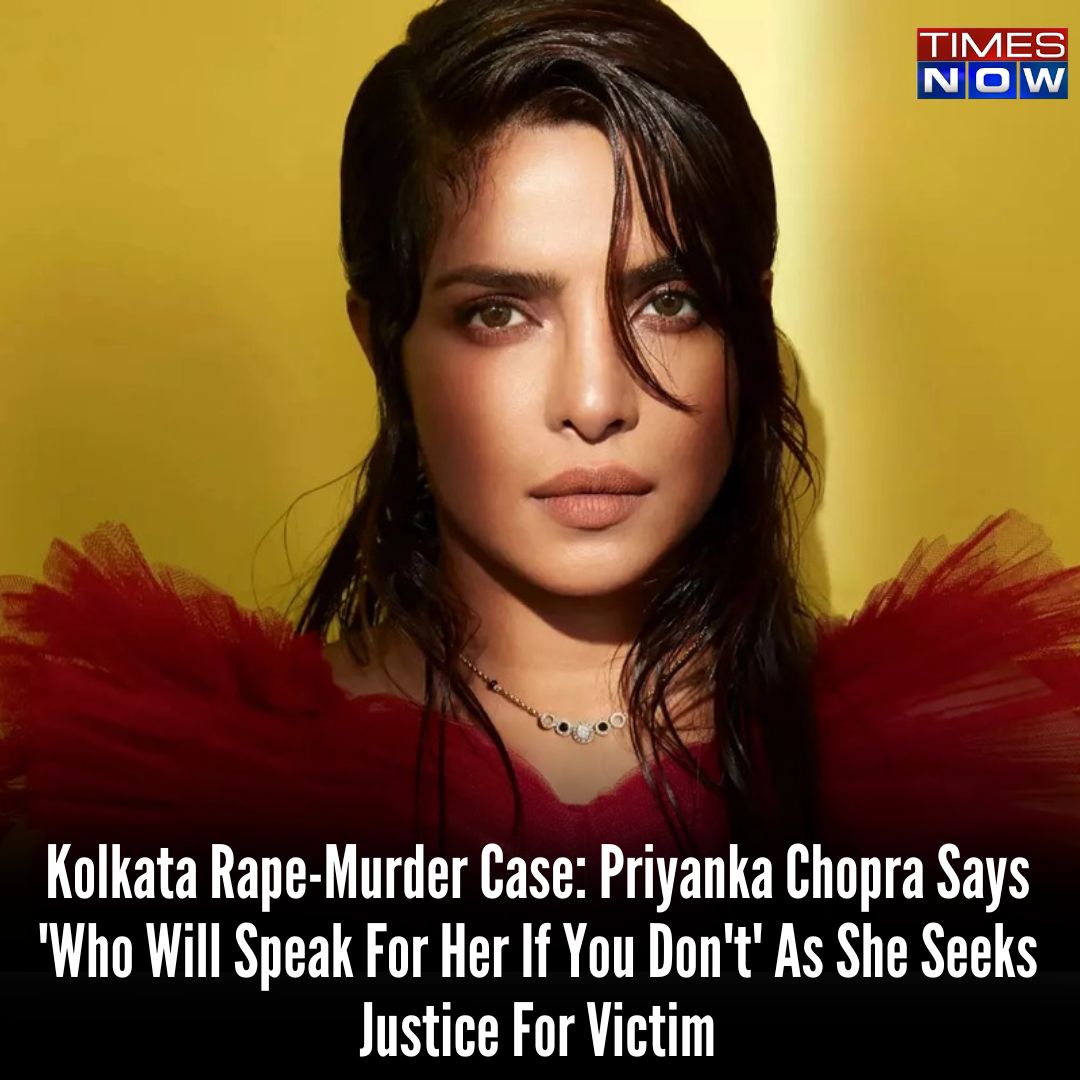 TIMES
NOW
Kolkata Rape-Murder Case: Priyanka Chopra Says
'Who Will Speak For Her If You Don't' As She Seeks
Justice For Victim